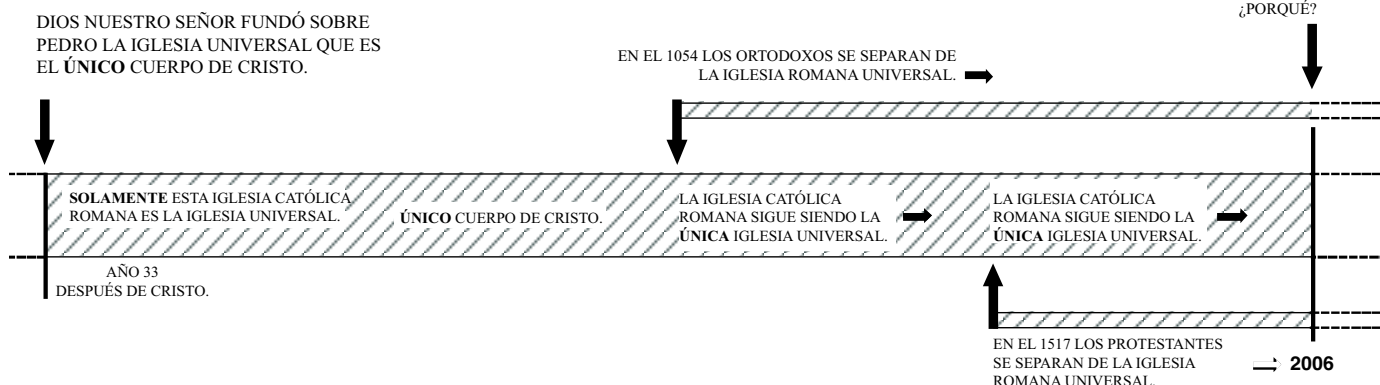 DIOS NUESTRO SEÑOR FUNDÓ SOBRE
PEDRO LA IGLESIA UNIVERSAL QUE ES
EL ÚNICO CUERPO DE CRISTO.
¿PORQUÉ?
EN EL 1054 LOS ORTODOXOS SE SEPARAN DE
LA IGLESIA ROMANA UNIVERSAL.
SOLAMENTE ESTA IGLESIA CATÓLICA
ROMANA ES LA IGLESIA UNIVERSAL.
ÚNICO CUERPO DE CRISTO.
LA IGLESIA CATÓLICA
ROMANA SIGUE SIENDO LA
ÚNICA IGLESIA UNIVERSAL.
LA IGLESIA CATÓLICA
ROMANA SIGUE SIENDO LA
ÚNICA IGLESIA UNIVERSAL.
AÑO 33
DESPUÉS DE CRISTO.
EN EL 1517 LOS PROTESTANTES
SE SEPARAN DE LA IGLESIA
ROMANA UNIVERSAL.
2006